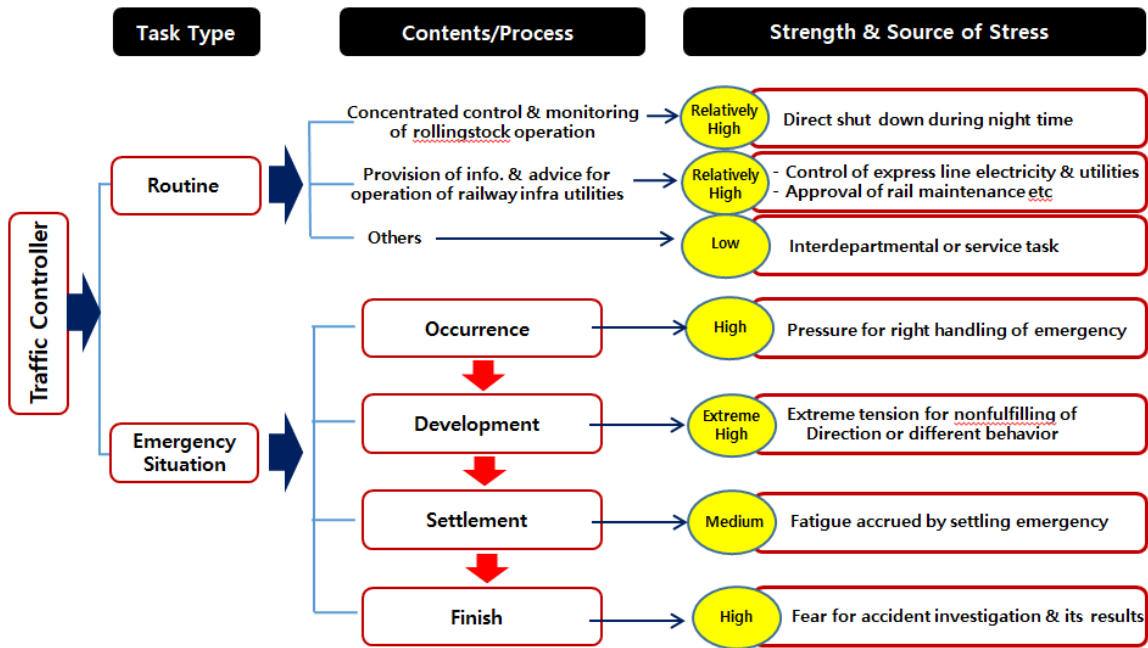 Task Type
Contents/Process
Strength & Source of Stress
Traffic Controller
Routine
Concentrated control & monitoring
of rollingstock operation
Relatively
High
Direct shut down during night time
Provision of info. & advice for
operation of railway infra utilities
Relatively
High
- Control of express line electricity & utilities
- Approval of rail maintenance etc
Others
Low
Interdepartmental or service task
Emergency
Situation
Occurrence
High
Pressure for right handling of emergency
Development
Extreme
High
Extreme tension for nonfulfilling of
Direction or different behavior
Settlement
Medium
Fatigue accrued by settling emergency
Finish
High
Fear for accident investigation & its results